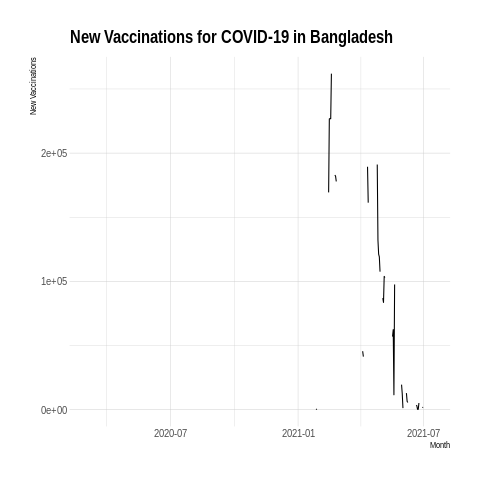 New Vaccinations for COVID-19 in Bangladesh
New Vaccinations
2e+05
1e+05
0e+00
2020-07
2021-01
2021-07
Month